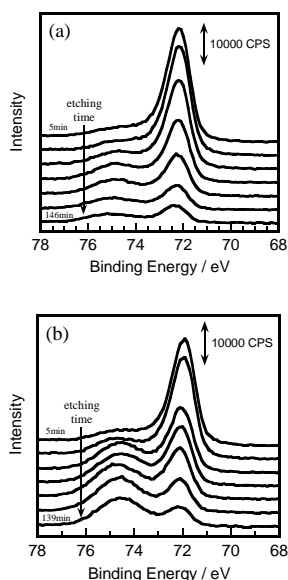 (a)
10000 CPS
etching
time
5min
146min
Intensity
78 76 74 72 70 68
Binding Energy / eV
(b)
10000 CPS
5min
etching
time
139min
Intensity
78 76 74 72 70 68
Binding Energy / eV